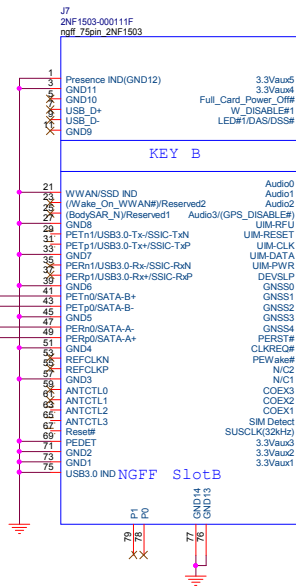 J7
2NF1503-000111F
ngff_75pin_2NF1503
1 Presence IND(GND12)
3 GND11 3.3Vaux5
5 GND10 3.3Vaux4
7 USB_D+ Full_Card_Power_Off#
9 USB_D- W_DISABLE#1
11 GND9 LED#1/DAS/DSS#
KEY B
21 WWAN/SSD IND Audio0
23 (/Wake_On_WWAN#)/Reserved2 Audio1
25 (BodySAR_N)/Reserved1 Audio2
27 GND8 Audio3/(GPS_DISABLE#)
29 PETn1/USB3.0-Tx-/SSIC-TxN UIM-RFU
31 PETp1/USB3.0-Tx+/SSIC-TxP UIM-RESET
33 GND7 UIM-CLK
35 PERn1/USB3.0-Rx-/SSIC-RxN UIM-DATA
37 PERp1/USB3.0-Rx+/SSIC-RxP UIM-PWR
39 GND6 DEVSLP
41 PETn0/SATA-B+ GNSS0
43 PETp0/SATA-B- GNSS1
45 GND5 GNSS2
47 PERn0/SATA-A- GNSS3
49 PERp0/SATA-A+ GNSS4
51 GND4 PERST#
53 REFCLKN CLKREQ#
55 REFCLKP PEWake#
57 GND3 N/C2
59 ANTCTL0 N/C1
61 ANTCTL1 COEX3
63 ANTCTL2 COEX2
65 ANTCTL3 COEX1
67 Reset# SIM Detect
69 PEDET SUSCLK(32kHz)
71 GND2 3.3Vaux3
73 GND1 3.3Vaux2
75 USB3.0 IND 3.3Vaux1
NGFF SlotB
P1 P0 GND14 GND13
79 78 77 76